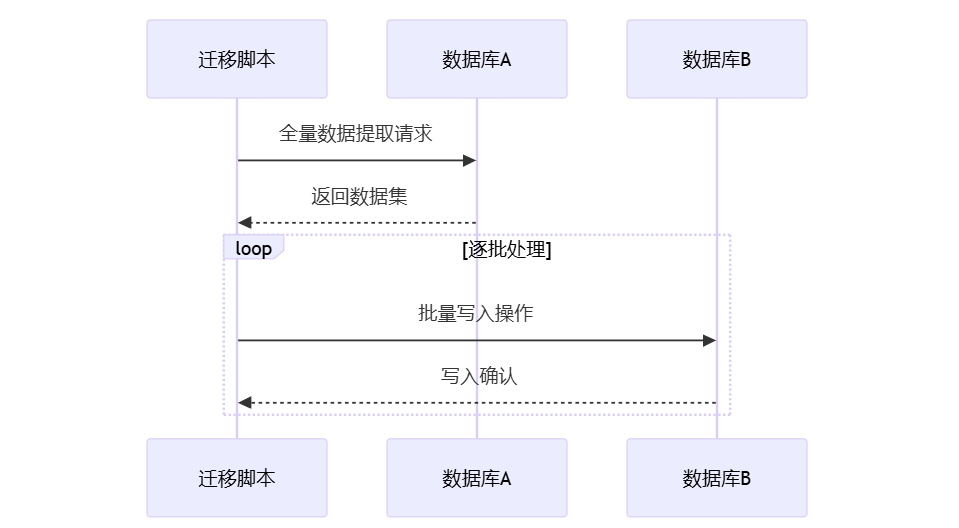 迁移脚本
数据库A
数据库B
全量数据提取请求
返回数据集
loop
[逐批处理]
批量写入操作
写入确认
迁移脚本
数据库A
数据库B